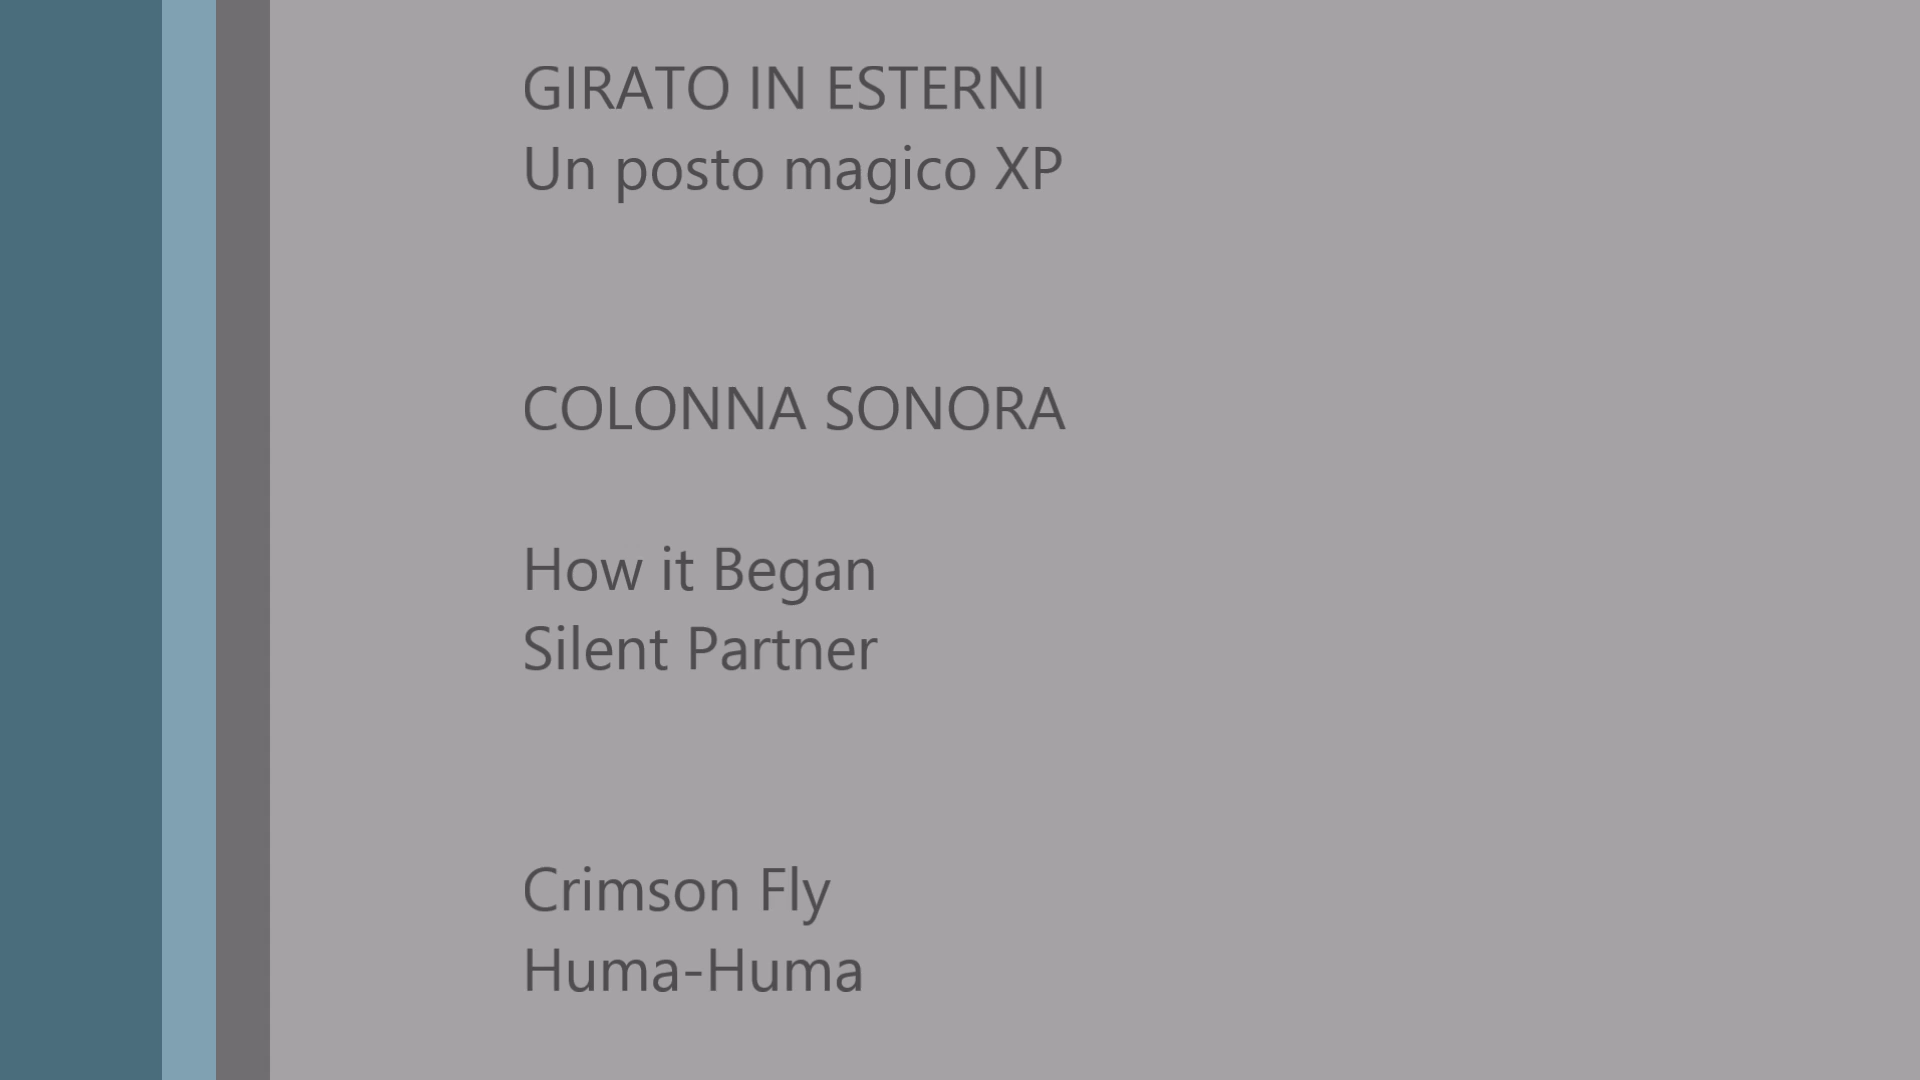 GIRATO IN ESTERNI
Un posto magico XP
COLONNA SONORA
How it Began
Silent Partner
Crimson Fly
Huma-Huma